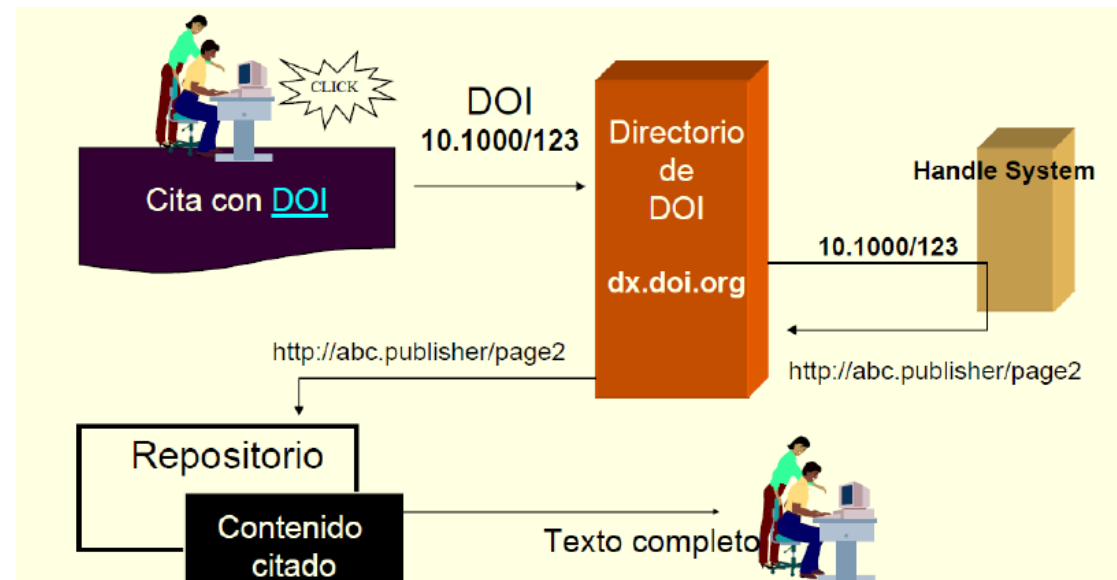 CLICK
DOI
10.1000/123
Cita con DOI
Directorio
de
DOI
dx.doi.org
Handle System
10.1000/123
http://abc.publisher/page2
http://abc.publisher/page2
Repositorio
Contenido
citado
Texto completo